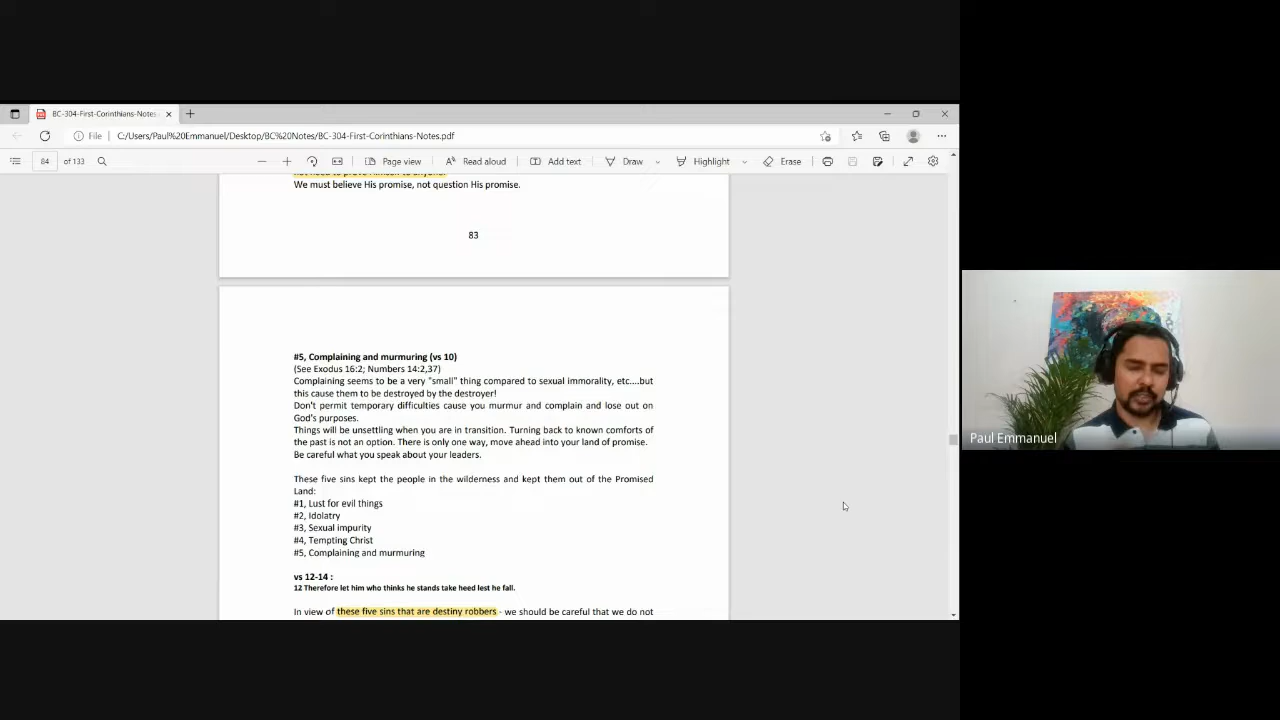 BC-304-First-Corinthians-Notes
File C:/Users/Paul%20Emmanuel/Desktop/BC%20Notes/BC-304-First-Corinthians-Notes.pdf
84 of 133 Page view Read aloud Add text Draw Highlight Erase
We must believe His promise, not question His promise.
83
#5, Complaining and murmuring (vs 10)
(See Exodus 16:2; Numbers 14:2,37)
Complaining seems to be a very "small" thing compared to sexual immorality, etc....but
this cause them to be destroyed by the destroyer!
Don't permit temporary difficulties cause you murmur and complain and lose out on
God's purposes.
Things will be unsettling when you are in transition. Turning back to known comforts of
the past is not an option. There is only one way, move ahead into your land of promise.
Be careful what you speak about your leaders.
These five sins kept the people in the wilderness and kept them out of the Promised
Land:
#1, Lust for evil things
#2, Idolatry
#3, Sexual impurity
#4, Tempting Christ
#5, Complaining and murmuring
vs 12-14 :
12 Therefore let him who thinks he stands take heed lest he fall.
In view of these five sins that are destiny robbers - we should be careful that we do not
Paul Emmanuel